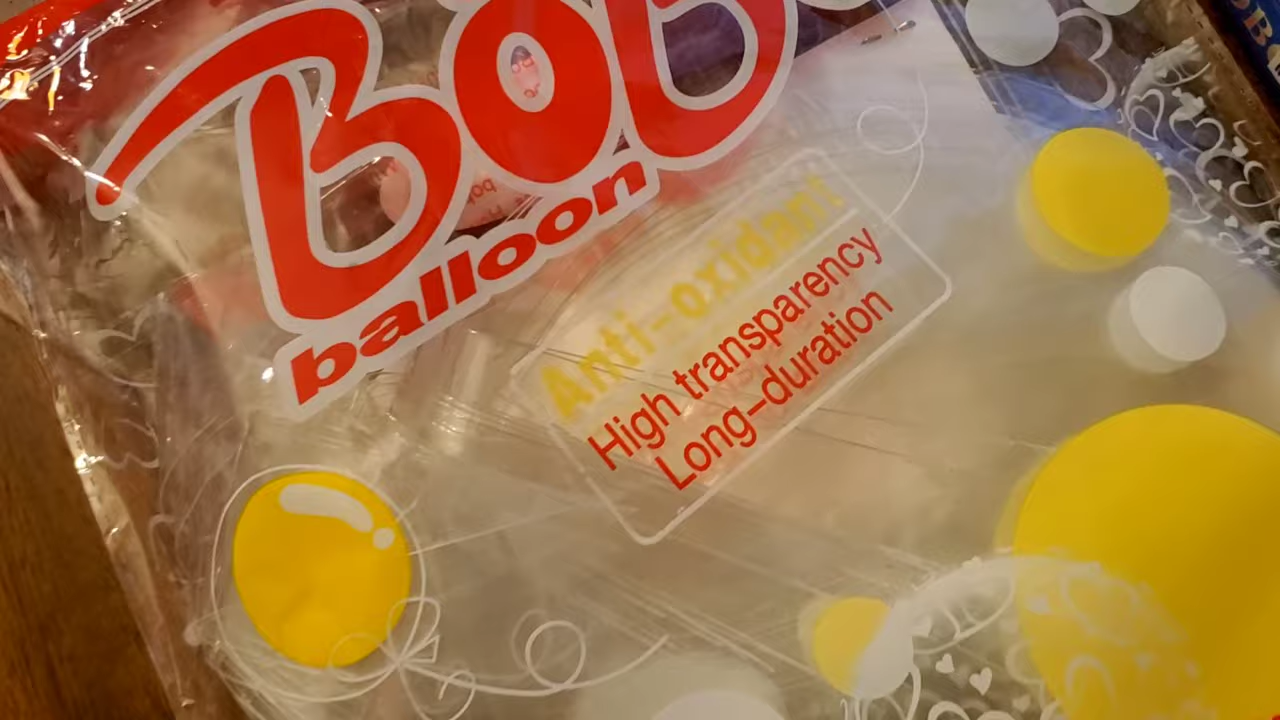 BOB
balloon
Anti-oxidant
High transparency
Long-duration